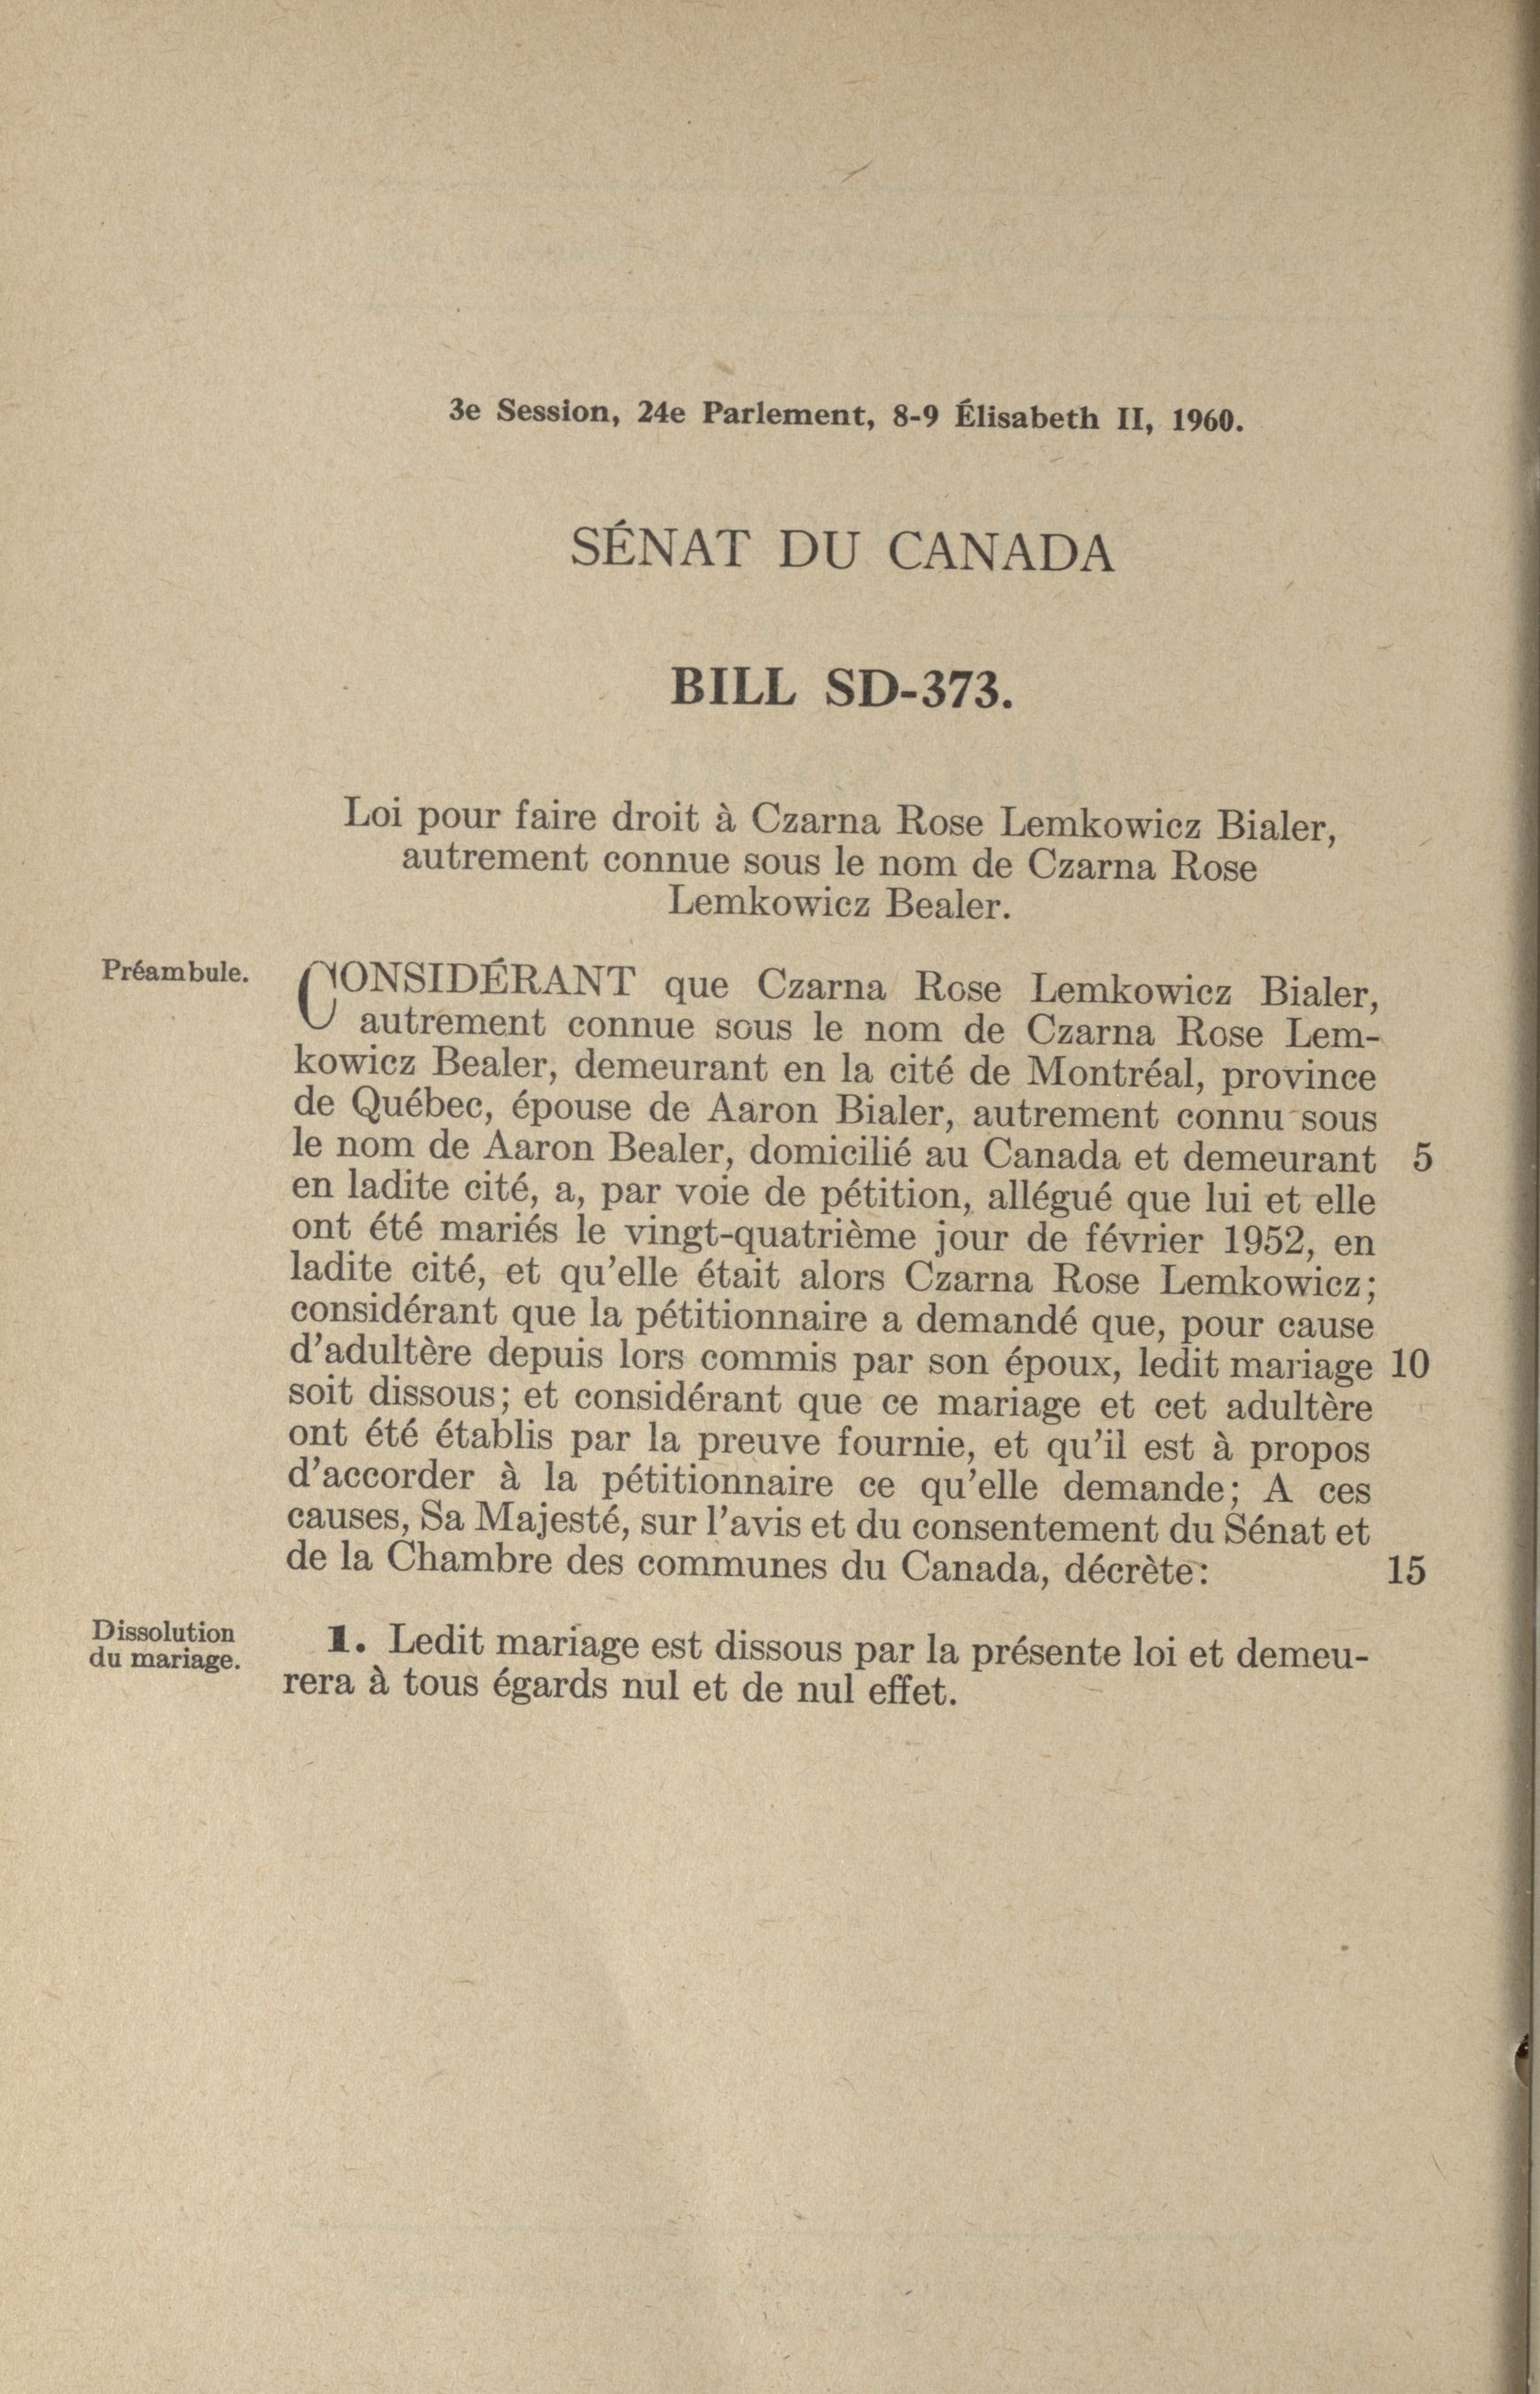 3e Session, 24e Parlement, 8-9 Élisabeth II, 1960.
SÉNAT DU CANADA
BILL SD-373.
Loi pour faire droit à Czarna Rose Lemkowicz Bialer,
autrement connue sous le nom de Czarna Rose
Lemkowicz Bealer.
Préambule.
CONSIDÉRANT que Czarna Rose Lemkowicz Bialer,
autrement connue sous le nom de Czarna Rose Lem-
kowicz Bealer, demeurant en la cité de Montréal, province
de Québec, épouse de Aaron Bialer, autrement connu sous
le nom de Aaron Bealer, domicilié au Canada et demeurant 5
en ladite cité, a, par voie de pétition, allégué que lui et elle
ont été mariés le vingt-quatrième jour de février 1952, en
ladite cité, et qu'elle était alors Czarna Rose Lemkowicz;
considérant que la pétitionnaire a demandé que, pour cause
d'adultère depuis lors commis par son époux, ledit mariage 10
soit dissous; et considérant que ce mariage et cet adultère
ont été établis par la preuve fournie, et qu'il est à propos
d'accorder à la pétitionnaire ce qu'elle demande; A ces
causes, Sa Majesté, sur l'avis et du consentement du Sénat et
de la Chambre des communes du Canada, décrète: 15
Dissolution
du mariage.
1. Ledit mariage est dissous par la présente loi et demeu-
rera à tous égards nul et de nul effet.